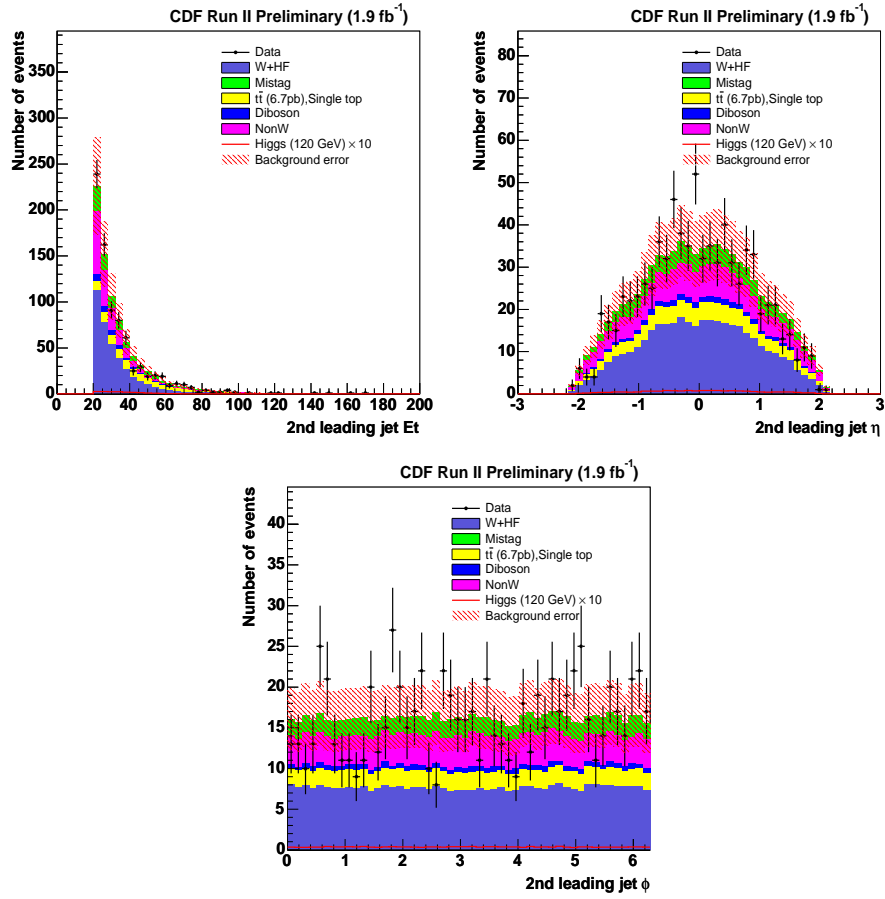 CDF Run II Preliminary (1.9 fb⁻¹)
Number of events
350
300
250
200
150
100
50
0
Data
W+HF
Mistag
tt̄ (6.7pb),Single top
Diboson
NonW
Higgs (120 GeV) × 10
Background error
0 20 40 60 80 100 120 140 160 180 200
2nd leading jet Et
CDF Run II Preliminary (1.9 fb⁻¹)
Number of events
80
70
60
50
40
30
20
10
0
Data
W+HF
Mistag
tt̄ (6.7pb),Single top
Diboson
NonW
Higgs (120 GeV) × 10
Background error
-3 -2 -1 0 1 2 3
2nd leading jet η
CDF Run II Preliminary (1.9 fb⁻¹)
Number of events
40
35
30
25
20
15
10
5
0
Data
W+HF
Mistag
tt̄ (6.7pb),Single top
Diboson
NonW
Higgs (120 GeV) × 10
Background error
0 1 2 3 4 5 6
2nd leading jet ϕ